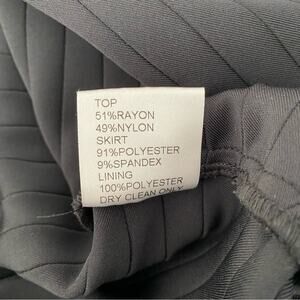 TOP
51%RAYON
49%NYLON
SKIRT
91%POLYESTER
9%SPANDEX
LINING
100%POLYESTER
DRY CLEAN ONLY